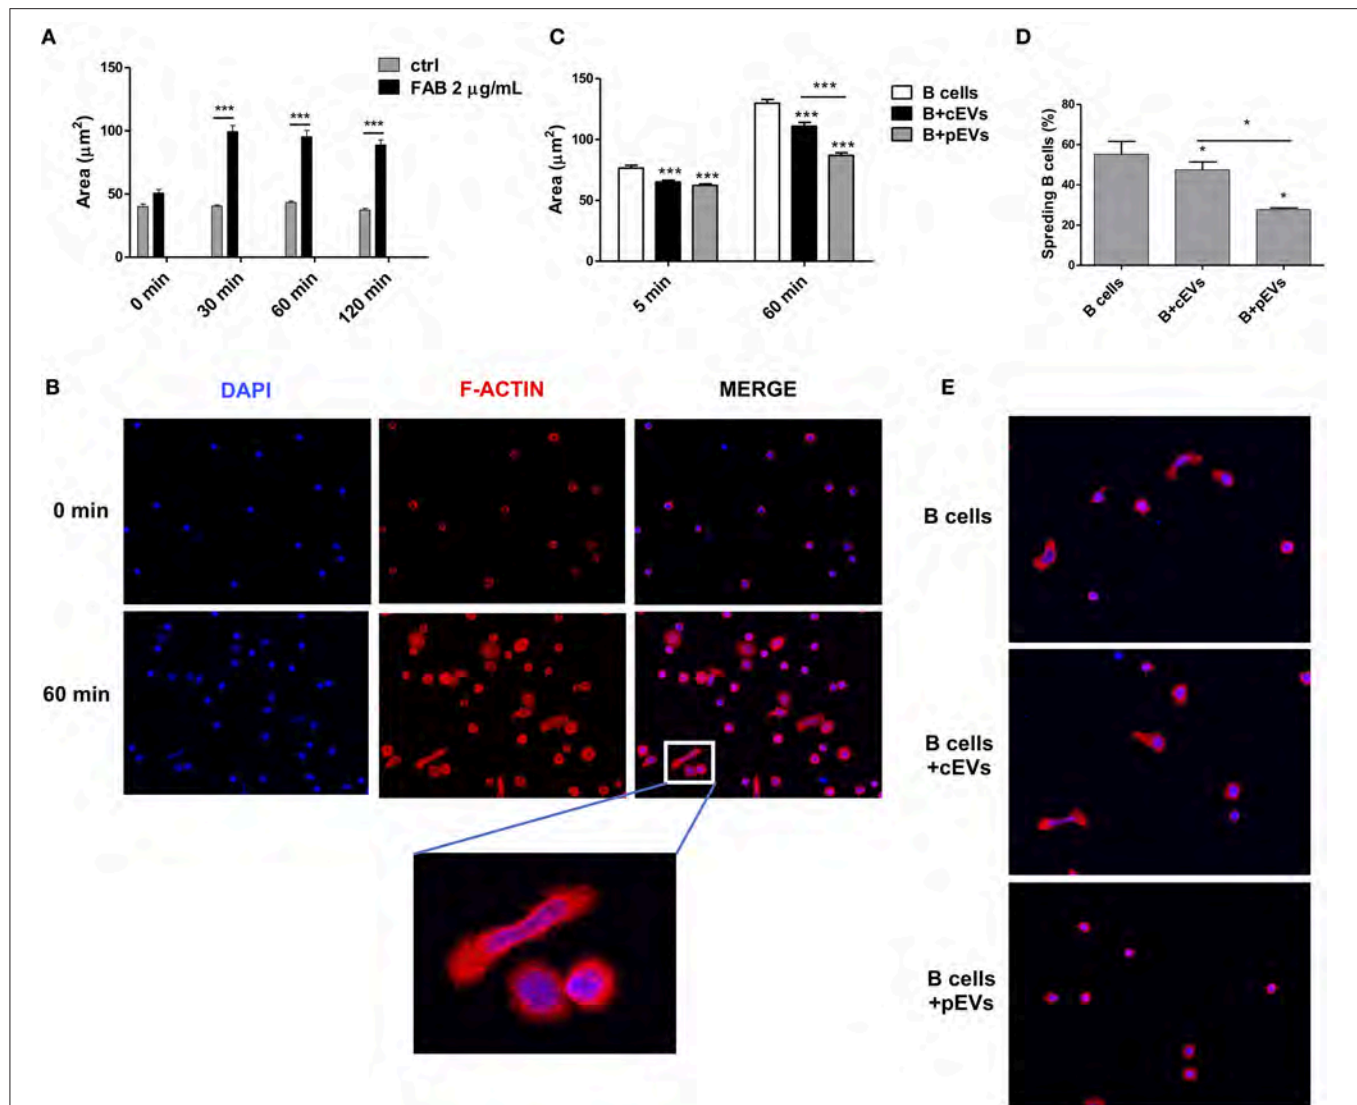 A
ctrl
FAB 2 μg/mL
Area (μm²)
150
100
50
0
***
***
***
0 min
30 min
60 min
120 min
C
B cells
B+cEVs
B+pEVs
Area (μm²)
150
100
50
0
***
***
***
***
***
5 min
60 min
D
Spreding B cells (%)
80
60
40
20
0
*
*
*
B cells
B+cEVs
B+pEVs
B
DAPI
F-ACTIN
MERGE
0 min
60 min
E
B cells
B cells
+cEVs
B cells
+pEVs